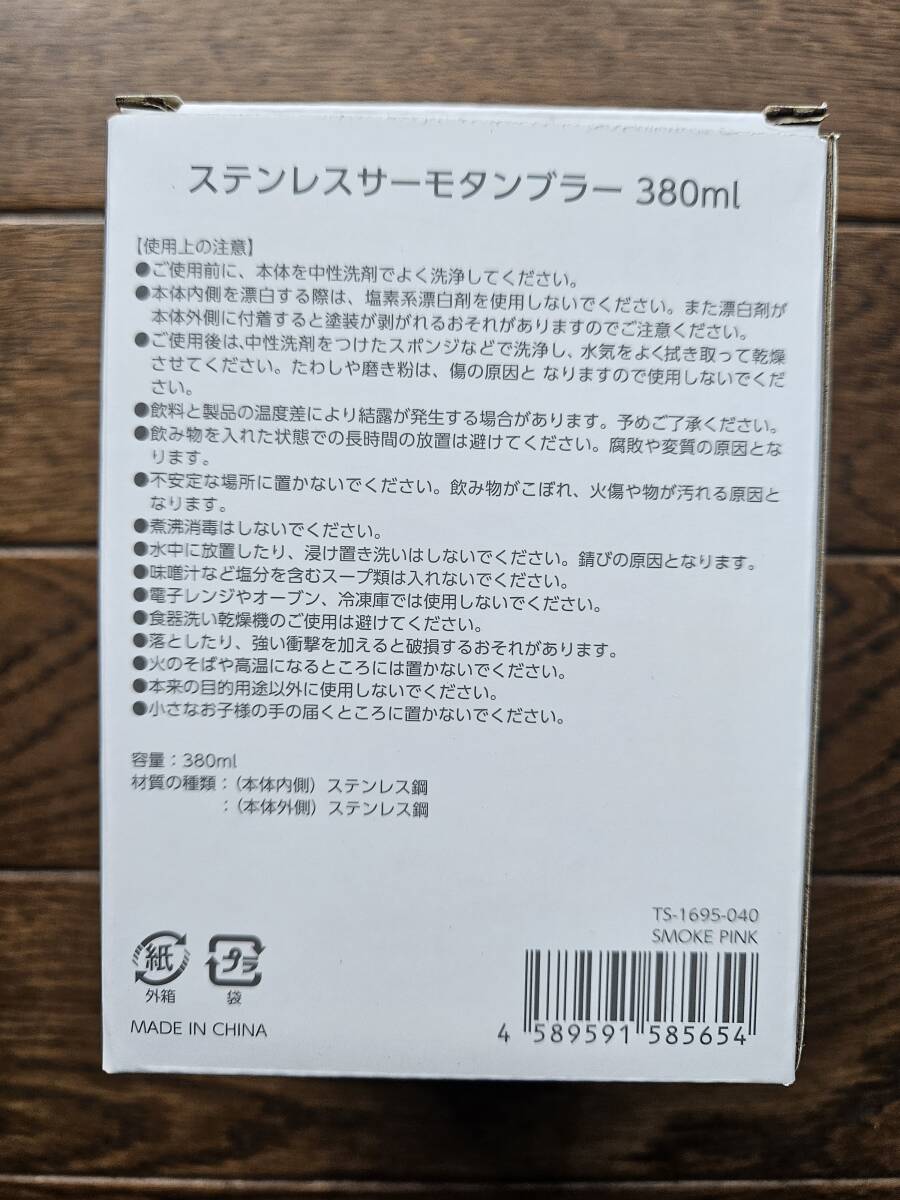 ステンレスサーモタンブラー 380ml
【使用上の注意】
●ご使用前に、本体を中性洗剤でよく洗浄してください。
●本体内側を漂白する際は、塩素系漂白剤を使用しないでください。また漂白剤が
本体外側に付着すると塗装が剥がれるおそれがありますのでご注意ください。
●ご使用後は、中性洗剤をつけたスポンジなどで洗浄し、水気をよく拭き取って乾燥
させてください。たわしや磨き粉は、傷の原因と なりますので使用しないでくだ
さい。
●飲料と製品の温度差により結露が発生する場合があります。予めご了承ください。
●飲み物を入れた状態での長時間の放置は避けてください。腐敗や変質の原因とな
ります。
●不安定な場所に置かないでください。飲み物がこぼれ、火傷や物が汚れる原因と
なります。
●煮沸消毒はしないでください。
●水中に放置したり、浸け置き洗いはしないでください。錆びの原因となります。
●味噌汁など塩分を含むスープ類は入れないでください。
●電子レンジやオーブン、冷凍庫では使用しないでください。
●食器洗い乾燥機のご使用は避けてください。
●落としたり、強い衝撃を加えると破損するおそれがあります。
●火のそばや高温になるところには置かないでください。
●本来の目的用途以外に使用しないでください。
●小さなお子様の手の届くところに置かないでください。
容量：380ml
材質の種類：（本体内側）ステンレス鋼
：（本体外側）ステンレス鋼
TS-1695-040
SMOKE PINK
紙 プラ
外箱 袋
MADE IN CHINA
4 589591 585654